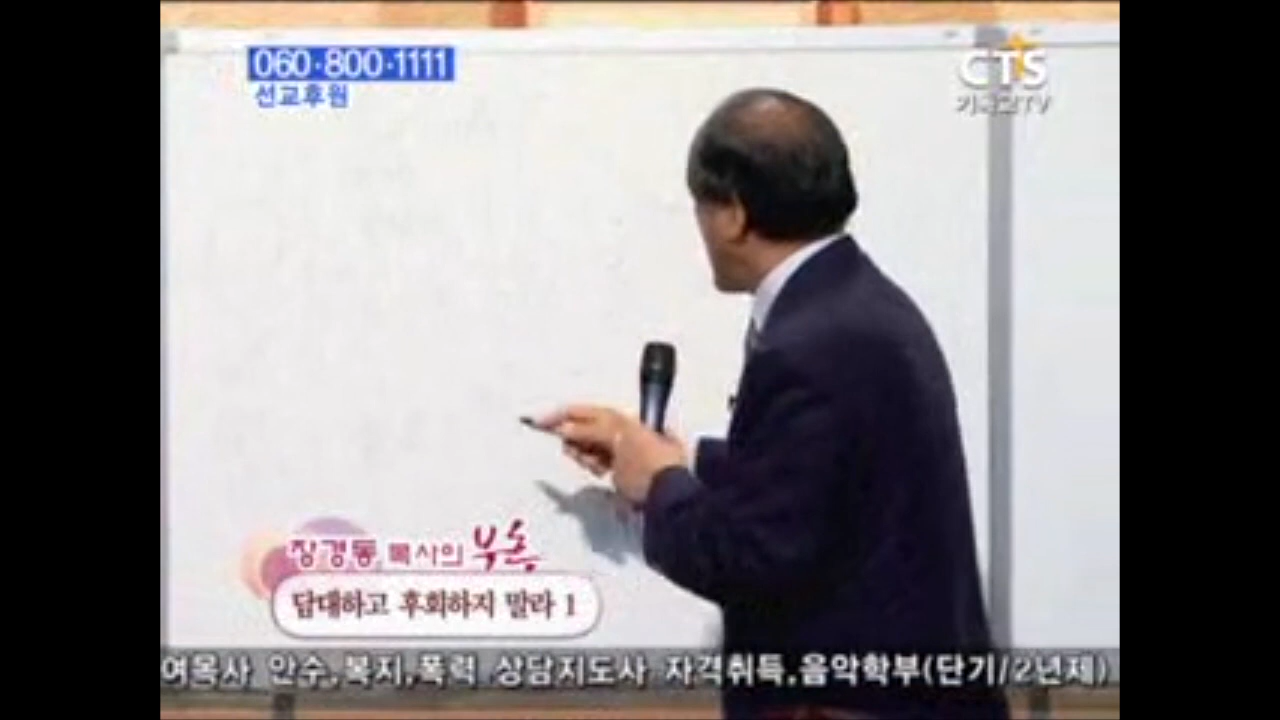 060·800·1111
선교후원
CTS
기독교TV
장경동 목사의 부흥
담대하고 후회하지 말라 1
여목사 안수,복지,폭력 상담지도사 자격취득,음악학부(단기/2년제)